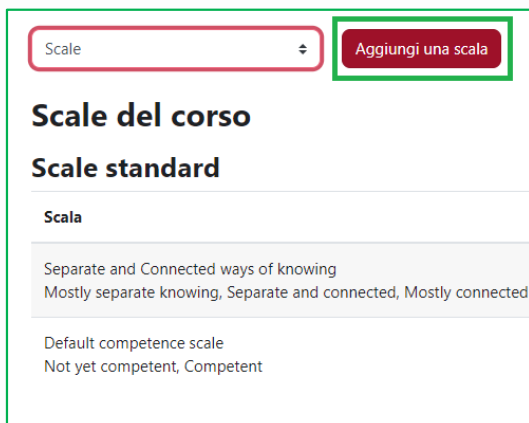 Scale
Aggiungi una scala
Scale del corso
Scale standard
Scala
Separate and Connected ways of knowing
Mostly separate knowing, Separate and connected, Mostly connected
Default competence scale
Not yet competent, Competent